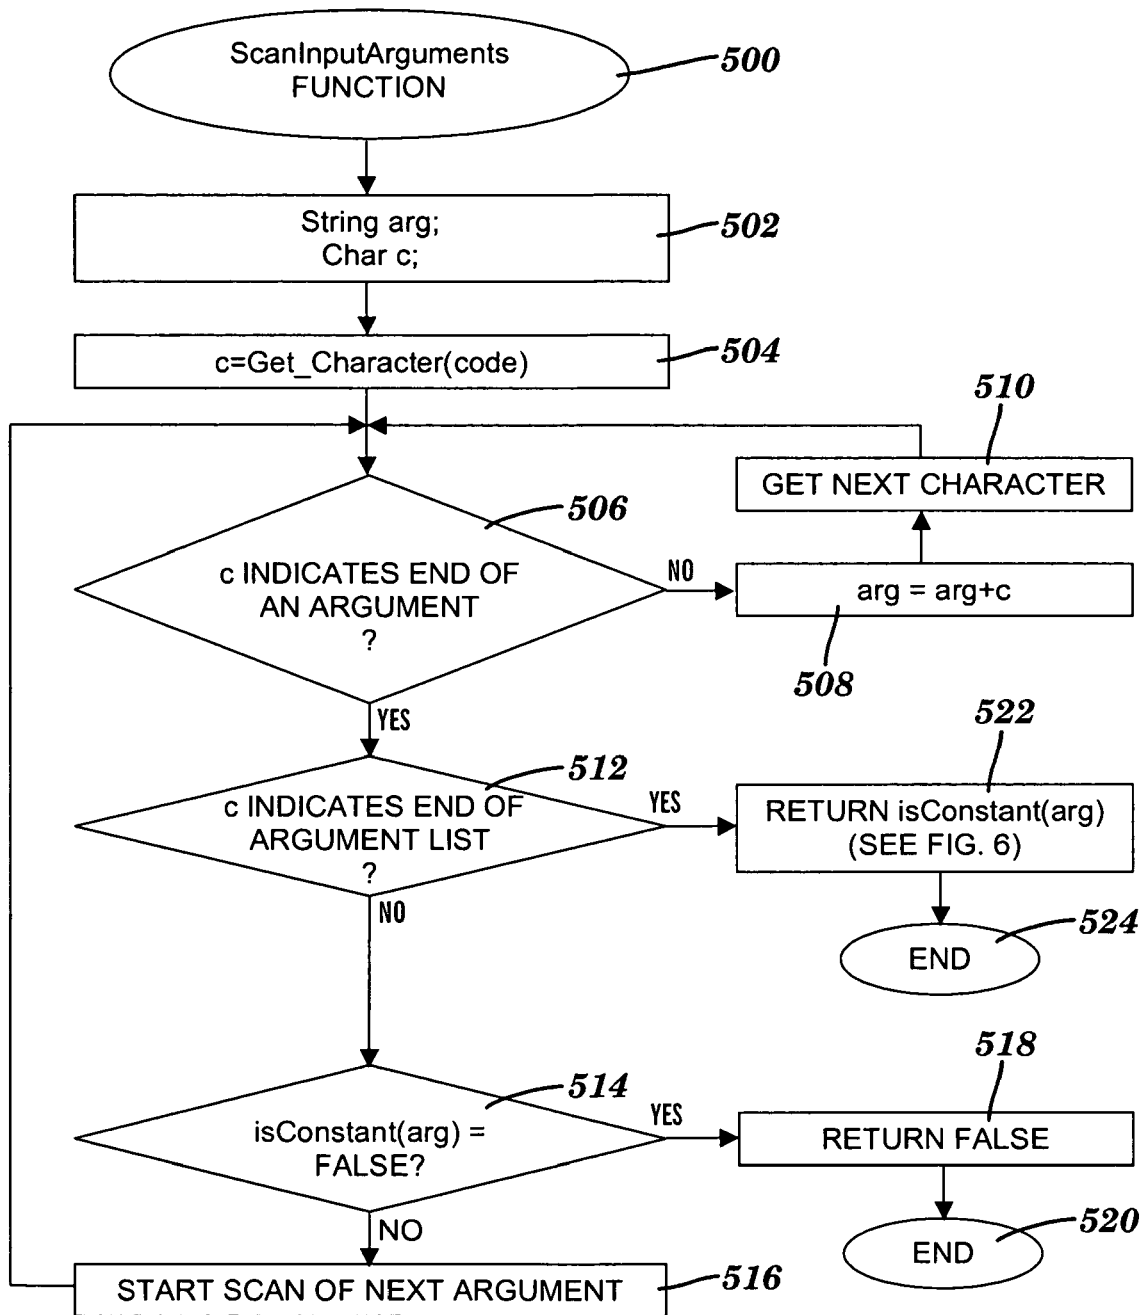 ScanInputArguments
FUNCTION
500
String arg;
Char c;
502
c=Get_Character(code)
504
510
GET NEXT CHARACTER
506
c INDICATES END OF
AN ARGUMENT
?
NO
arg = arg+c
508
YES
522
512
c INDICATES END OF
ARGUMENT LIST
?
YES
RETURN isConstant(arg)
(SEE FIG. 6)
NO
524
END
518
514
isConstant(arg) =
FALSE?
YES
RETURN FALSE
NO
520
END
START SCAN OF NEXT ARGUMENT
516